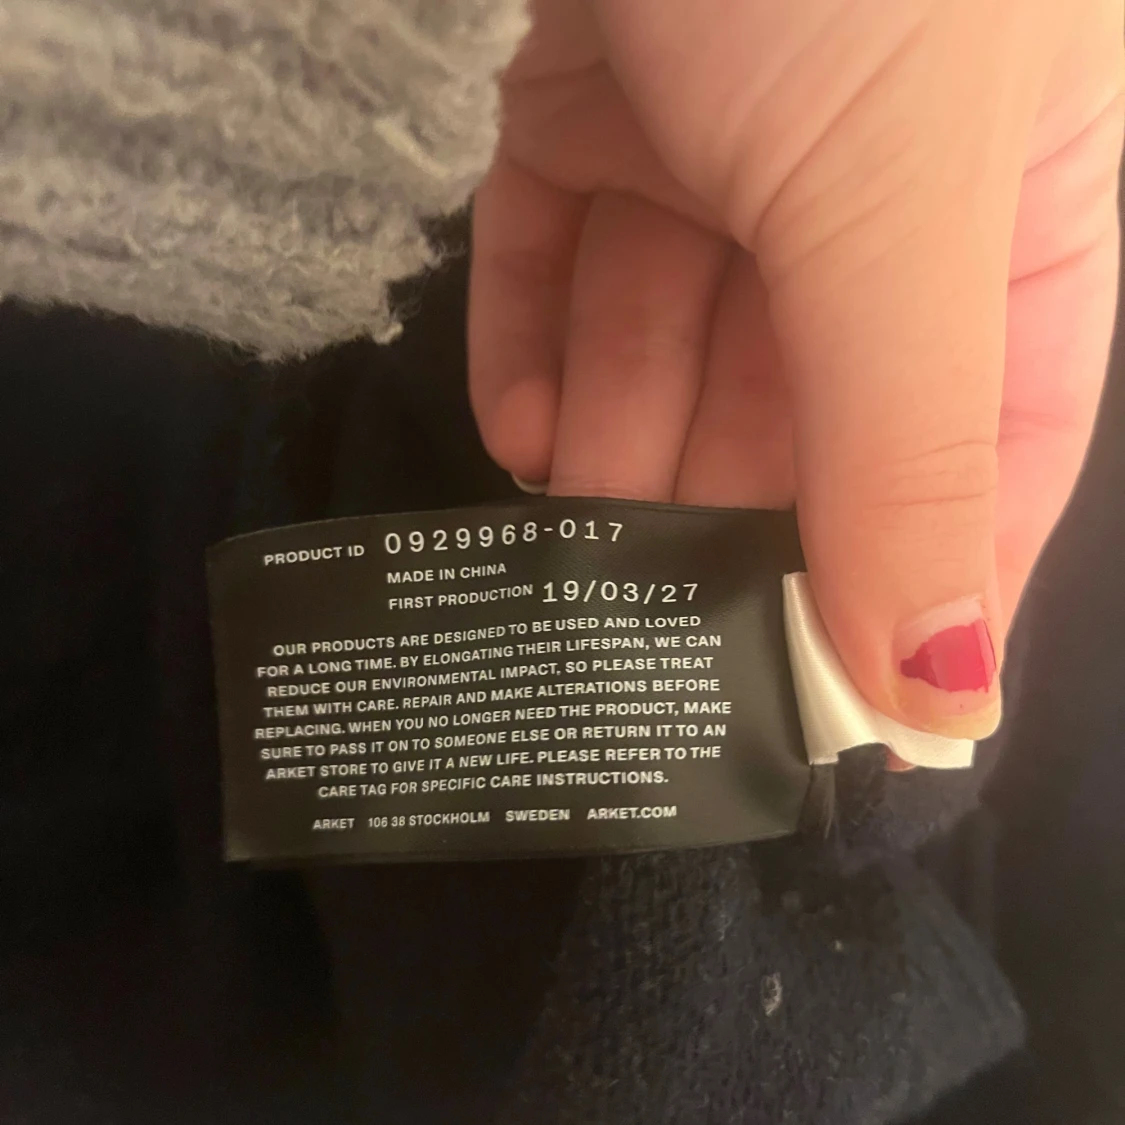 PRODUCT ID 0929968-017
MADE IN CHINA
FIRST PRODUCTION 19/03/27
OUR PRODUCTS ARE DESIGNED TO BE USED AND LOVED
FOR A LONG TIME. BY ELONGATING THEIR LIFESPAN, WE CAN
REDUCE OUR ENVIRONMENTAL IMPACT, SO PLEASE TREAT
THEM WITH CARE. REPAIR AND MAKE ALTERATIONS BEFORE
REPLACING. WHEN YOU NO LONGER NEED THE PRODUCT, MAKE
SURE TO PASS IT ON TO SOMEONE ELSE OR RETURN IT TO AN
ARKET STORE TO GIVE IT A NEW LIFE. PLEASE REFER TO THE
CARE TAG FOR SPECIFIC CARE INSTRUCTIONS.
ARKET 106 38 STOCKHOLM SWEDEN ARKET.COM